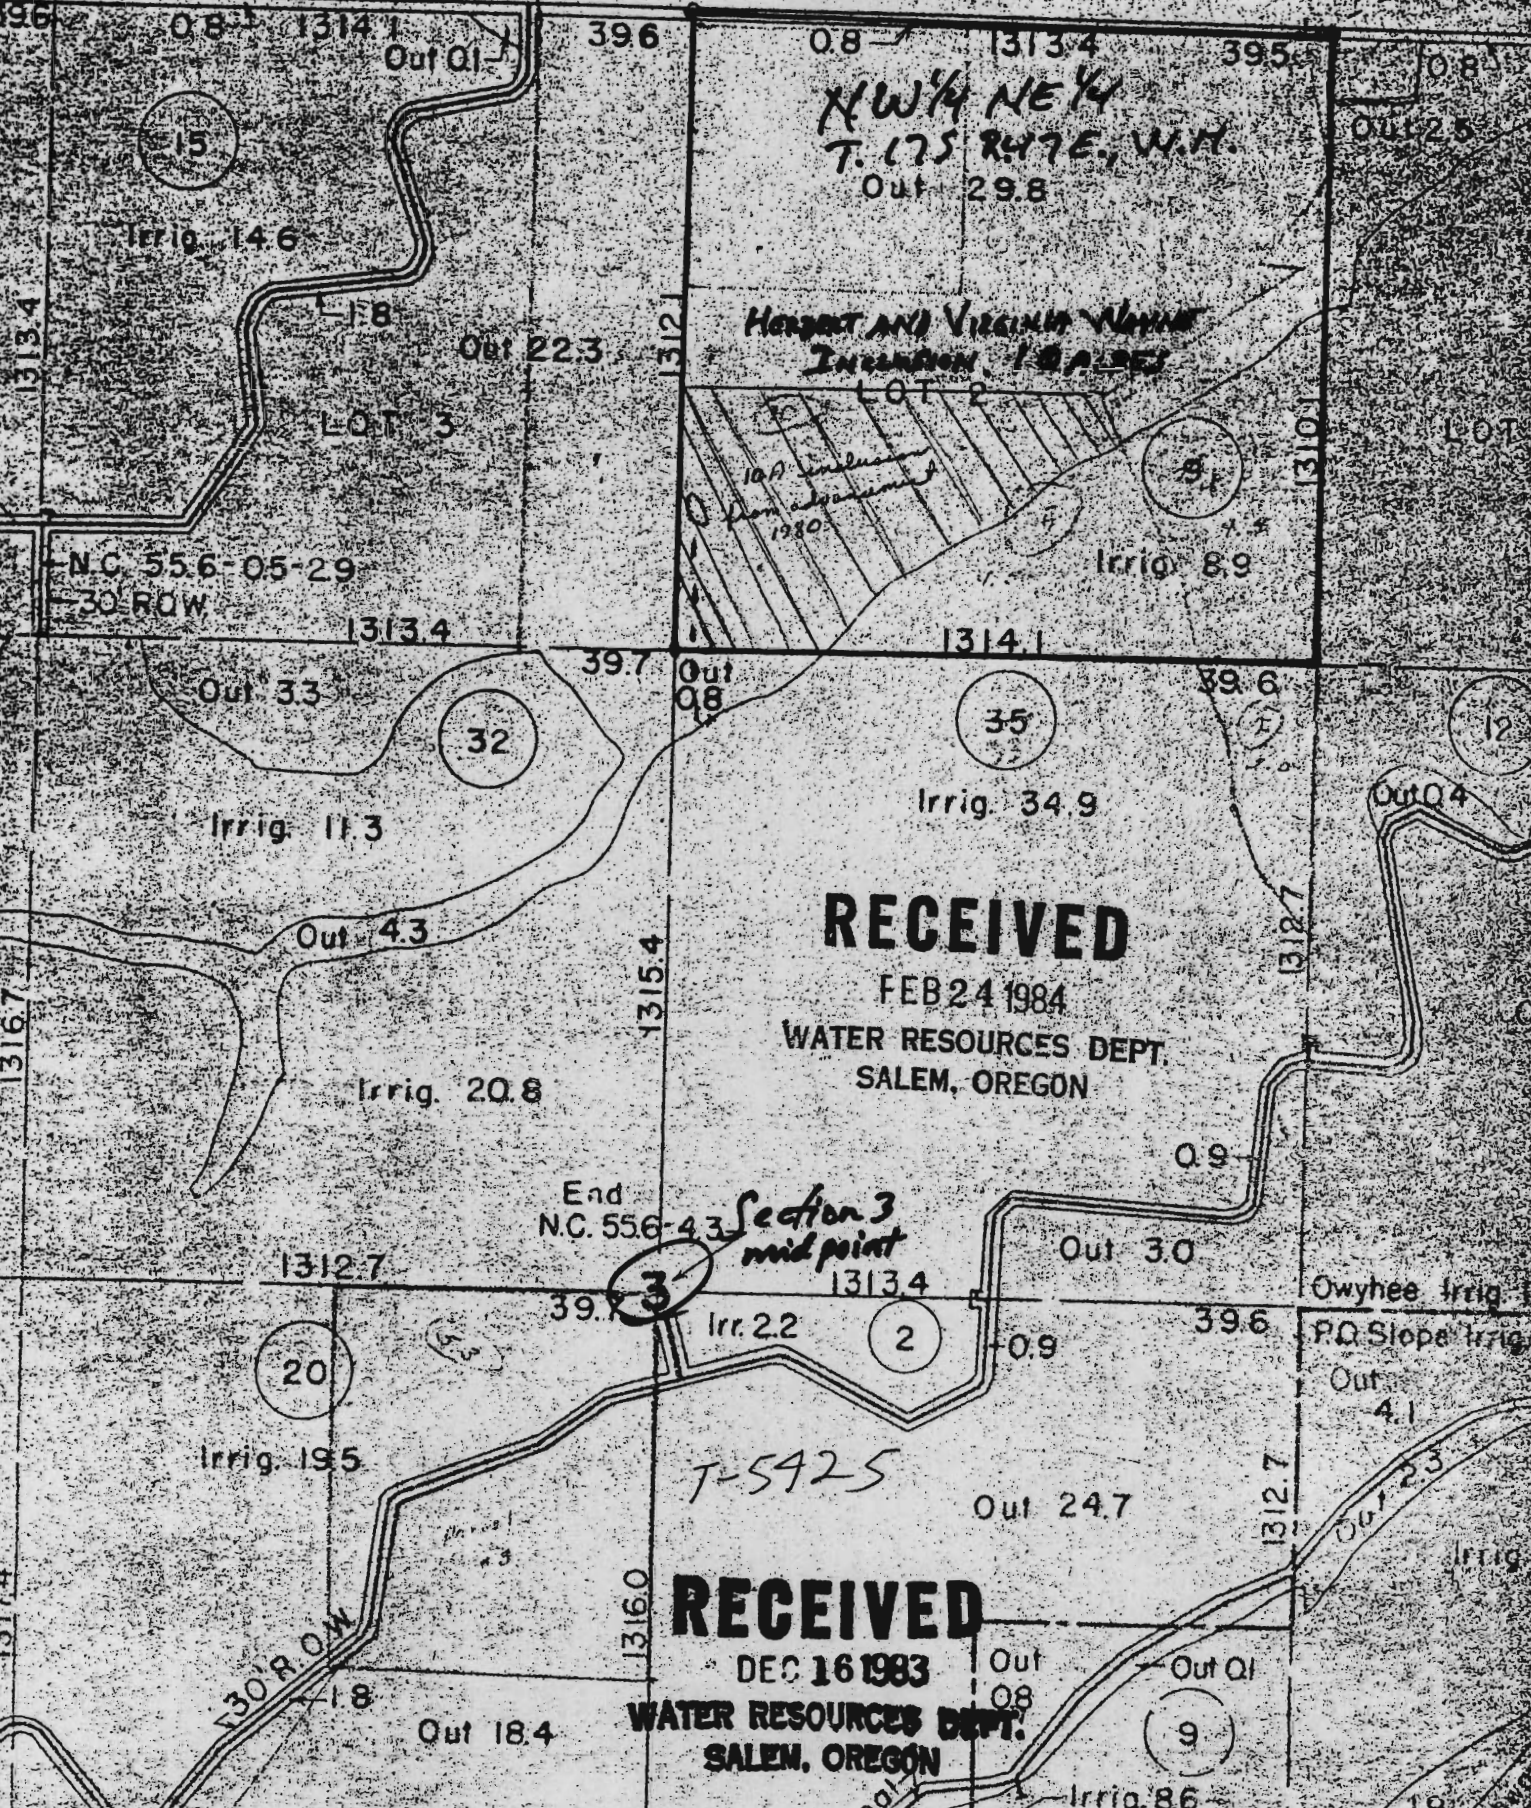 39.6
0.8
1314.1
Out 0.1
39.6
0.8
1313.4
39.5
0.8
NW¼ NE¼
T. 17S R.47E., W.M.
Out 29.8
Out 2.5
15
Irrig. 14.6
1.8
1313.4
Out 22.3
1312.1
HERBERT AND VIRGINIA WAYNE
INCLUSION. 10 ACRES
LOT 2
LOT 3
LOT
1310.1
10A inclusion
from adjustment
1980
Irrig. 8.9
N.C. 55.6-0.5-2.9
30' ROW
1313.4
1314.1
39.7
Out
0.8
39.6
Out 3.3
32
35
12
Irrig. 11.3
Irrig. 34.9
Out 0.4
Out 4.3
1316.7
1315.4
1312.7
RECEIVED
FEB 24 1984
WATER RESOURCES DEPT.
SALEM, OREGON
Irrig. 20.8
0.9
End
N.C. 55.6-4.3
Section 3
mid point
Out 3.0
1312.7
3
1313.4
39.7
Irr. 2.2
2
0.9
39.6
Owyhee Irrig.
P.O. Slope Irrig.
Out
4.1
20
Irrig. 19.5
T-5425
Out 24.7
1312.7
Out 2.3
Irrig.
1316.0
RECEIVED
DEC 16 1983
WATER RESOURCES DEPT.
SALEM, OREGON
30' R.O.W.
1.8
Out 18.4
Out
0.8
Out 0.1
9
Irrig. 8.6